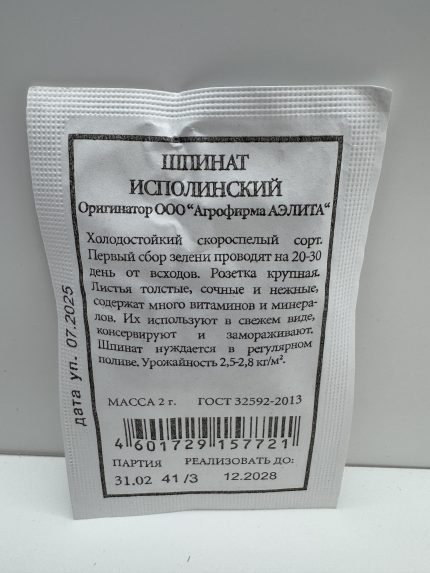 ШПИНАТ
ИСПОЛИНСКИЙ
Оригинатор ООО "Агрофирма АЭЛИТА"
Холодостойкий скороспелый сорт.
Первый сбор зелени проводят на 20-30
день от всходов. Розетка крупная.
Листья толстые, сочные и нежные,
содержат много витаминов и минера-
лов. Их используют в свежем виде,
консервируют и замораживают.
Шпинат нуждается в регулярном
поливе. Урожайность 2,5-2,8 кг/м².
МАССА 2 г. ГОСТ 32592-2013
4 601729 157721
ПАРТИЯ РЕАЛИЗОВАТЬ ДО:
31.02 41/3 12.2028
дата уп. 07.2025